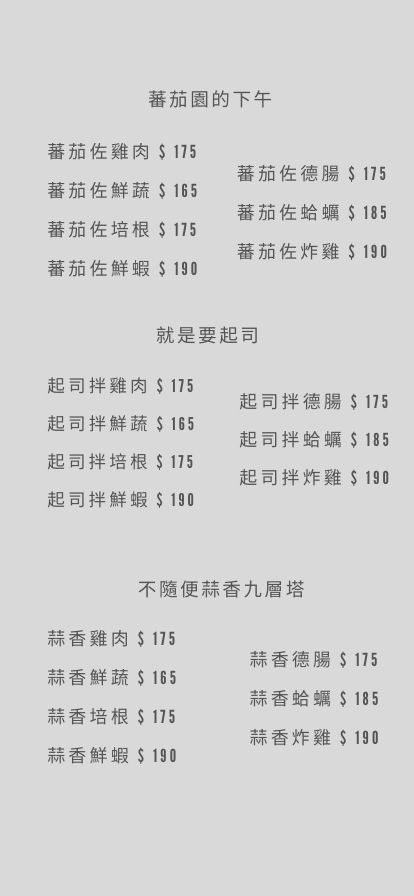 蕃茄園的下午
蕃茄佐雞肉 $ 175
蕃茄佐鮮蔬 $ 165
蕃茄佐培根 $ 175
蕃茄佐鮮蝦 $ 190
蕃茄佐德腸 $ 175
蕃茄佐蛤蠣 $ 185
蕃茄佐炸雞 $ 190
就是要起司
起司拌雞肉 $ 175
起司拌鮮蔬 $ 165
起司拌培根 $ 175
起司拌鮮蝦 $ 190
起司拌德腸 $ 175
起司拌蛤蠣 $ 185
起司拌炸雞 $ 190
不隨便蒜香九層塔
蒜香雞肉 $ 175
蒜香鮮蔬 $ 165
蒜香培根 $ 175
蒜香鮮蝦 $ 190
蒜香德腸 $ 175
蒜香蛤蠣 $ 185
蒜香炸雞 $ 190